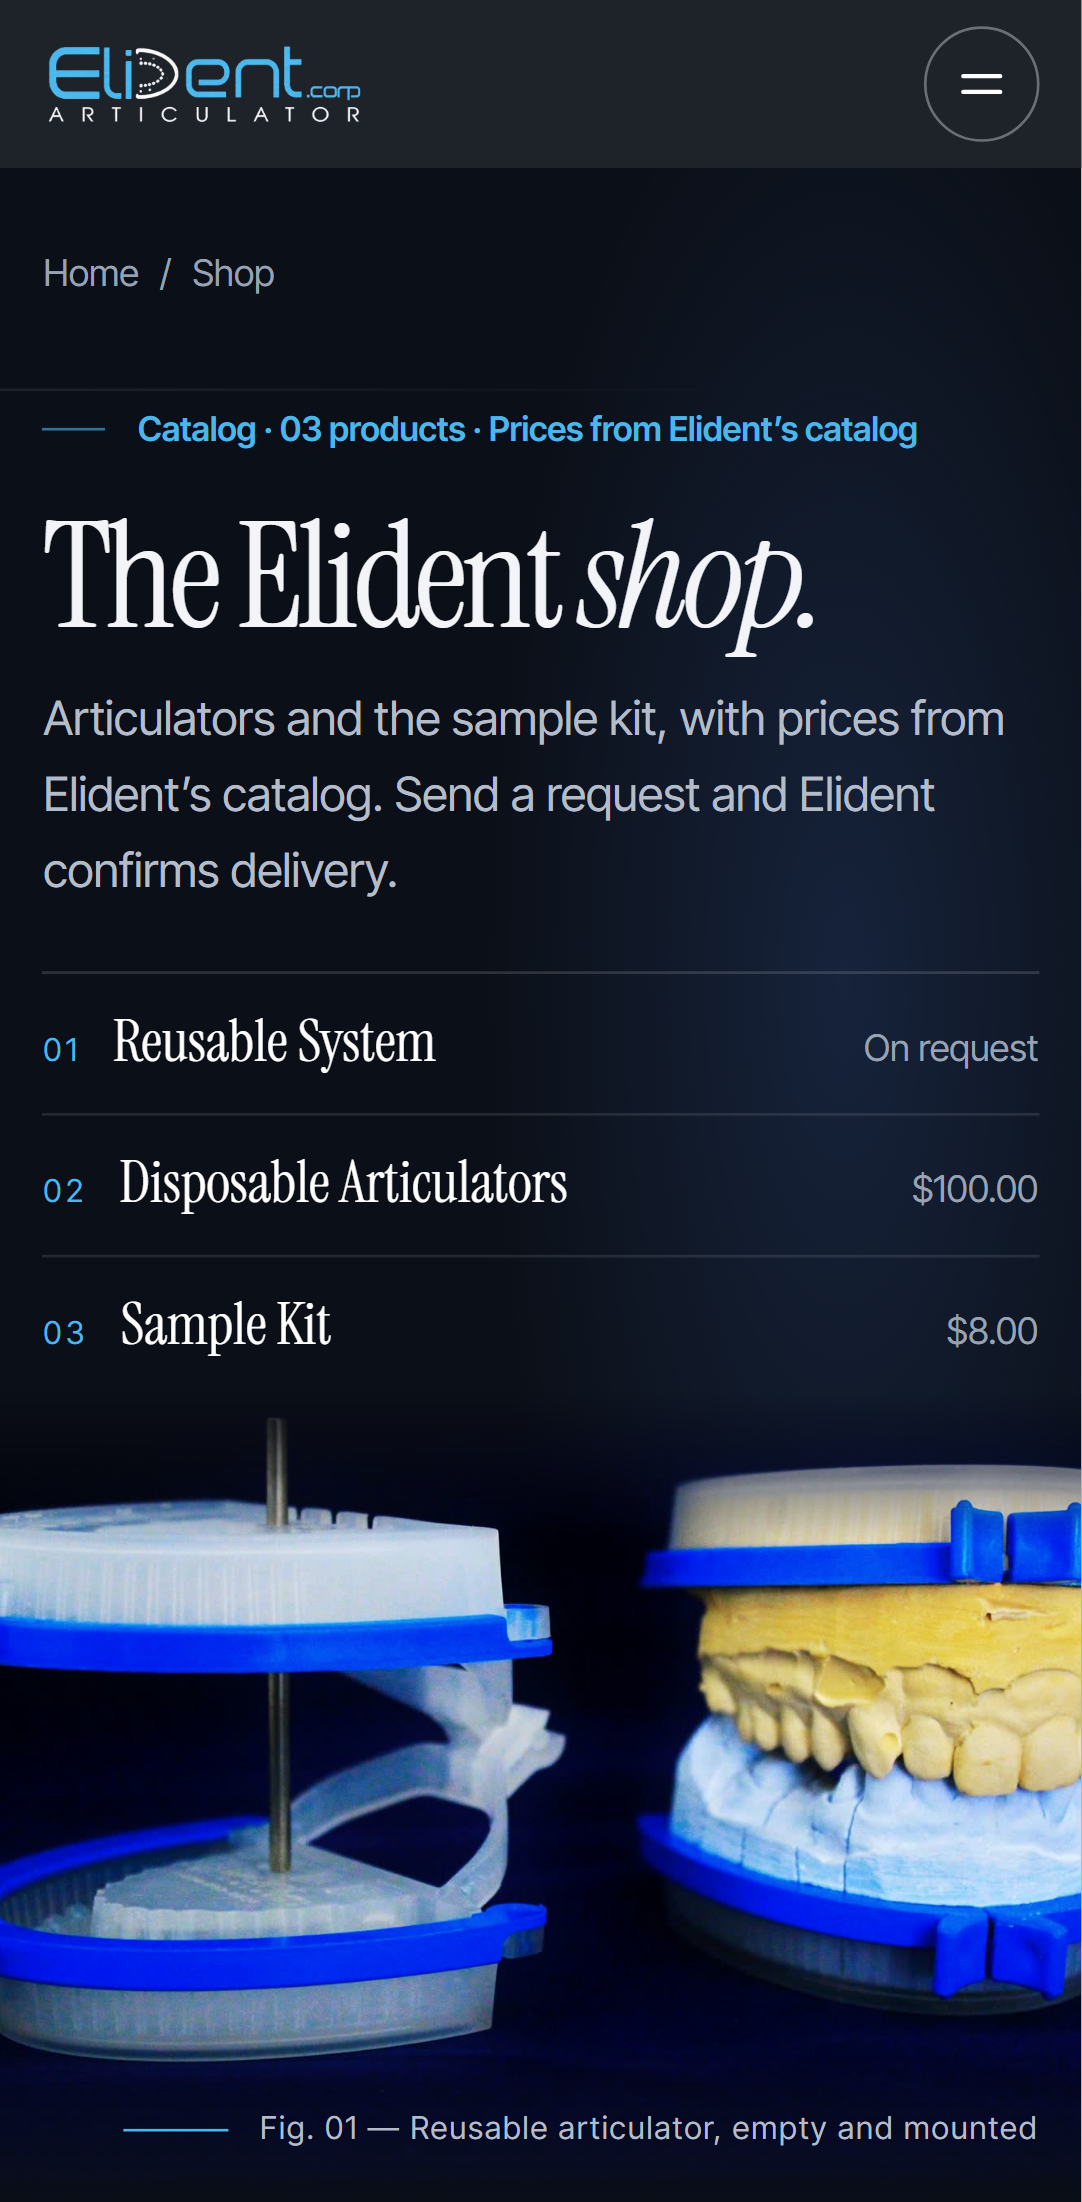 EliDent.corp
ARTICULATOR
Home / Shop
Catalog · 03 products · Prices from Elident’s catalog
The Elident shop.
Articulators and the sample kit, with prices from
Elident’s catalog. Send a request and Elident
confirms delivery.
01 Reusable System On request
02 Disposable Articulators $100.00
03 Sample Kit $8.00
Fig. 01 — Reusable articulator, empty and mounted